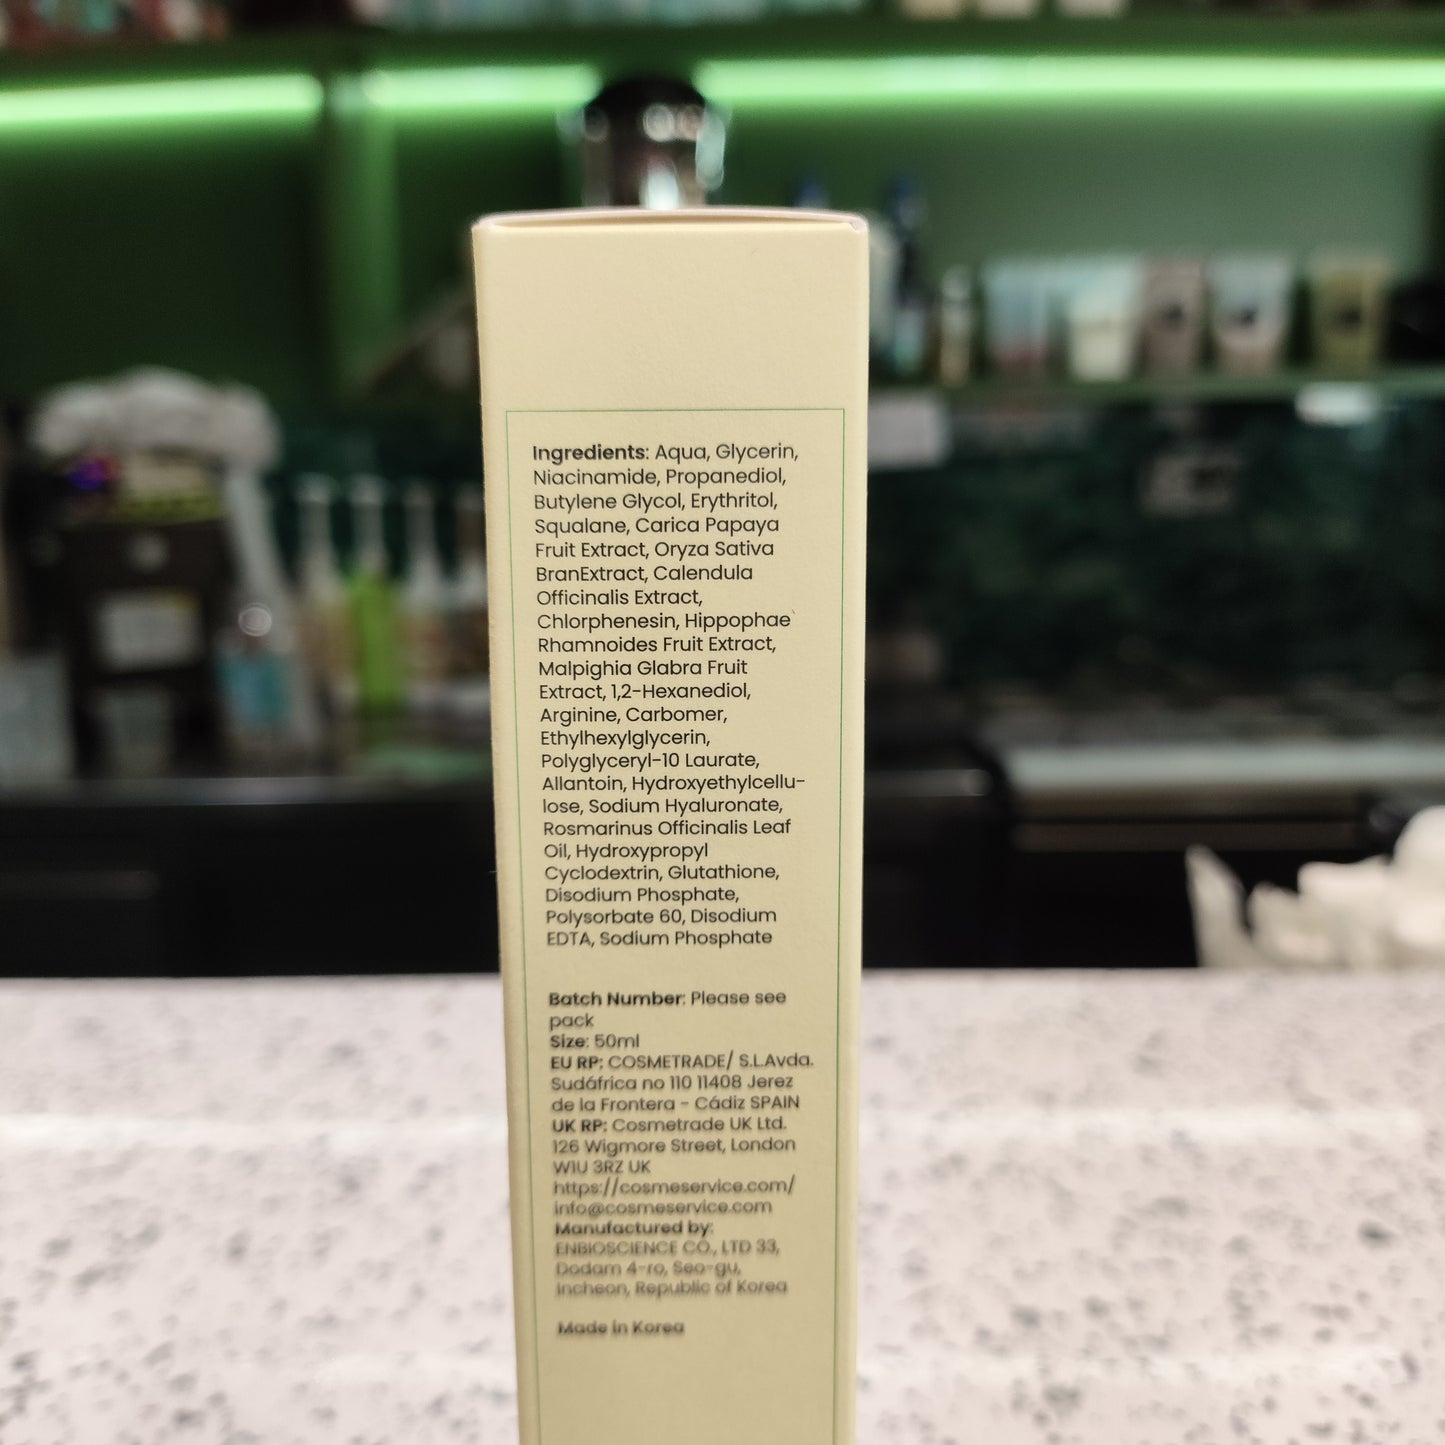 Ingredients: Aqua, Glycerin,
Niacinamide, Propanediol,
Butylene Glycol, Erythritol,
Squalane, Carica Papaya
Fruit Extract, Oryza Sativa
BranExtract, Calendula
Officinalis Extract,
Chlorphenesin, Hippophae
Rhamnoides Fruit Extract,
Malpighia Glabra Fruit
Extract, 1,2-Hexanediol,
Arginine, Carbomer,
Ethylhexylglycerin,
Polyglyceryl-10 Laurate,
Allantoin, Hydroxyethylcellu-
lose, Sodium Hyaluronate,
Rosmarinus Officinalis Leaf
Oil, Hydroxypropyl
Cyclodextrin, Glutathione,
Disodium Phosphate,
Polysorbate 60, Disodium
EDTA, Sodium Phosphate
Batch Number: Please see
pack
Size: 50ml
EU RP: COSMETRADE/ S.LAvda.
Sudáfrica no 110 11408 Jerez
de la Frontera - Cádiz SPAIN
UK RP: Cosmetrade UK Ltd.
126 Wigmore Street, London
W1U 3RZ UK
https://cosmeservice.com/
info@cosmeservice.com
Manufactured by:
ENBIOSCIENCE CO., LTD 33,
Dodam 4-ro, Seo-gu,
Incheon, Republic of Korea
Made in Korea